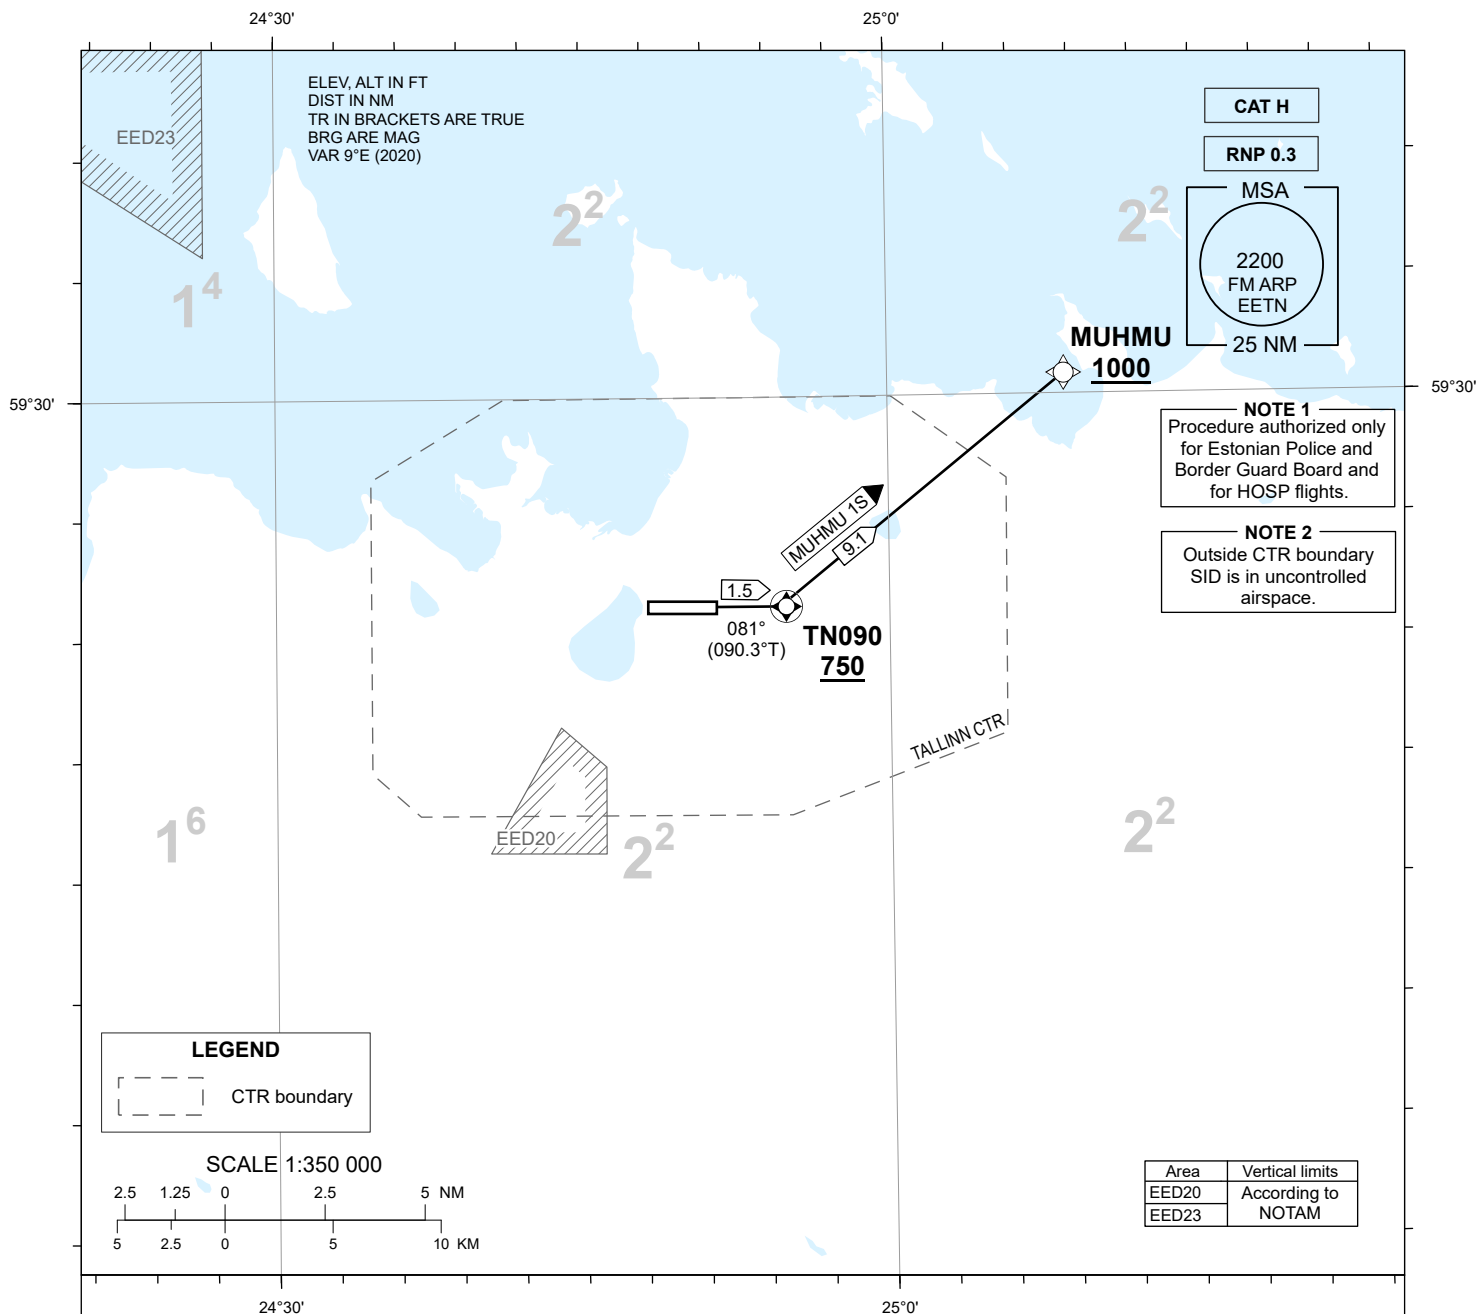 24°30'
25°0'
ELEV, ALT IN FT
DIST IN NM
TR IN BRACKETS ARE TRUE
BRG ARE MAG
VAR 9°E (2020)
EED23
CAT H
RNP 0.3
MSA
2200
FM ARP
EETN
25 NM
2²
2²
1⁴
MUHMU
1000
59°30'
59°30'
NOTE 1
Procedure authorized only
for Estonian Police and
Border Guard Board and
for HOSP flights.
NOTE 2
Outside CTR boundary
SID is in uncontrolled
airspace.
MUHMU 1S
9.1
1.5
081°
(090.3°T)
TN090
750
TALLINN CTR
1⁶
EED20
2²
2²
LEGEND
CTR boundary
SCALE 1:350 000
2.5 1.25 0 2.5 5 NM
5 2.5 0 5 10 KM
Area Vertical limits
EED20 According to
EED23 NOTAM
24°30'
25°0'